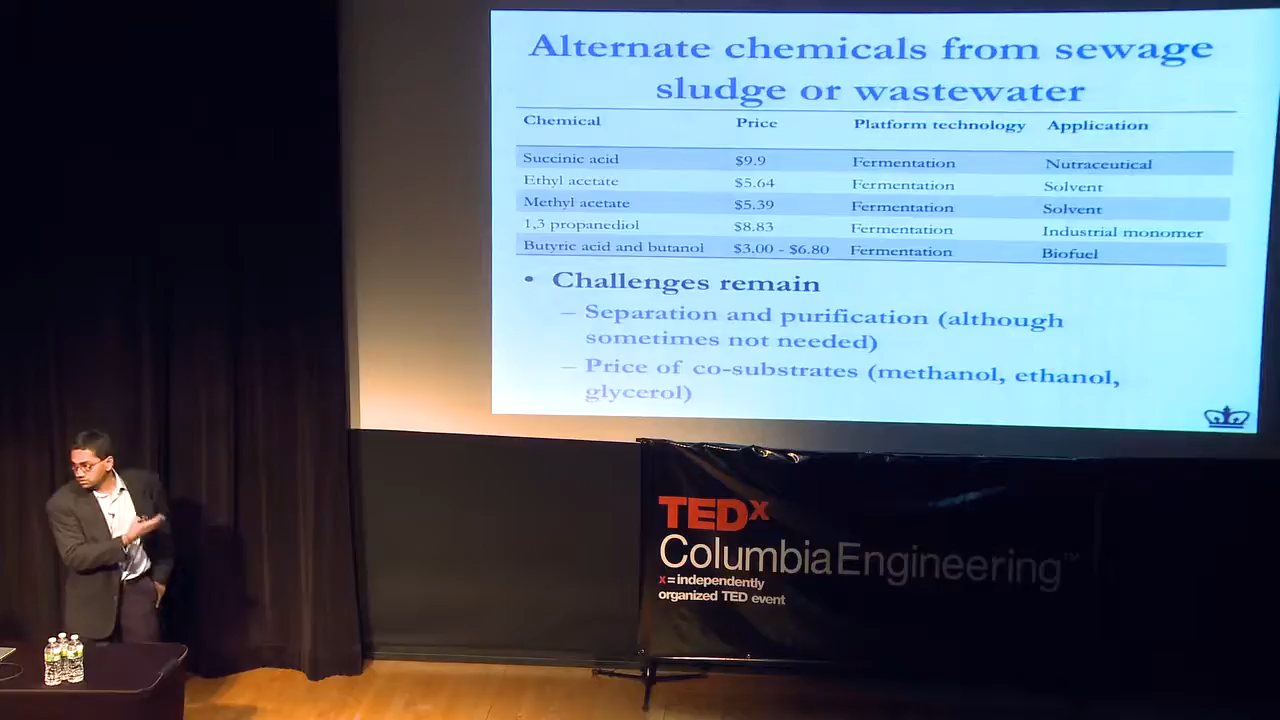 Alternate chemicals from sewage
sludge or wastewater
Chemical Price Platform technology Application
Succinic acid $9.9 Fermentation Nutraceutical
Ethyl acetate $5.64 Fermentation Solvent
Methyl acetate $5.39 Fermentation Solvent
1,3 propanediol $8.83 Fermentation Industrial monomer
Butyric acid and butanol $3.00 - $6.80 Fermentation Biofuel
• Challenges remain
– Separation and purification (although
sometimes not needed)
– Price of co-substrates (methanol, ethanol,
glycerol)
TEDx
ColumbiaEngineering™
x = independently
organized TED event